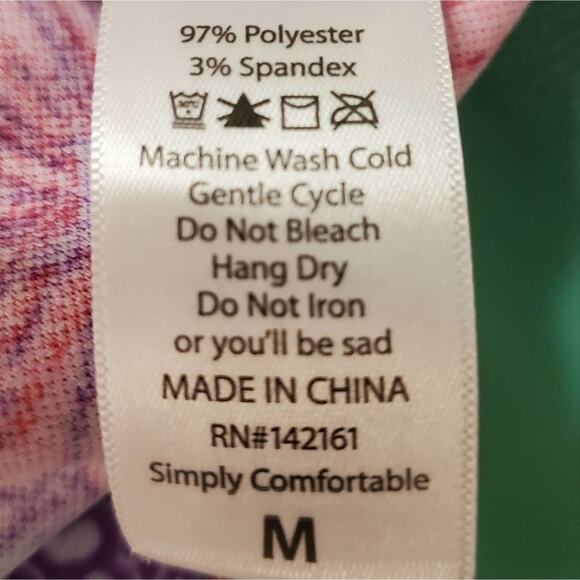 97% Polyester
3% Spandex
30°C
Machine Wash Cold
Gentle Cycle
Do Not Bleach
Hang Dry
Do Not Iron
or you'll be sad
MADE IN CHINA
RN#142161
Simply Comfortable
M